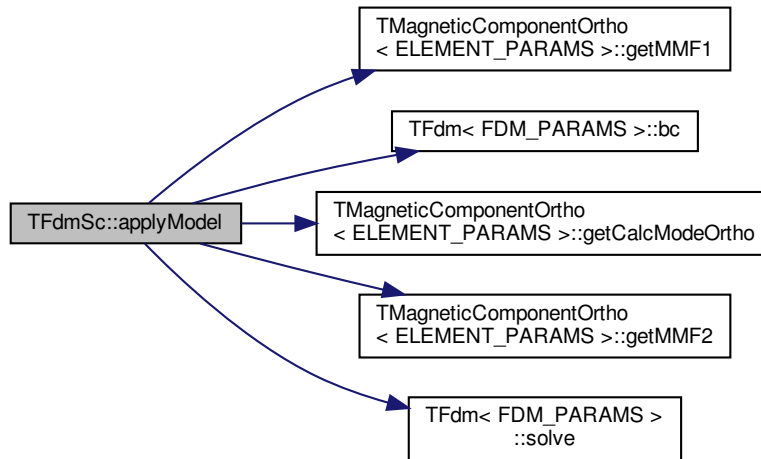 TMagneticComponentOrtho
< ELEMENT_PARAMS >::getMMF1
TFdm< FDM_PARAMS >::bc
TFdmSc::applyModel
TMagneticComponentOrtho
< ELEMENT_PARAMS >::getCalcModeOrtho
TMagneticComponentOrtho
< ELEMENT_PARAMS >::getMMF2
TFdm< FDM_PARAMS >
::solve